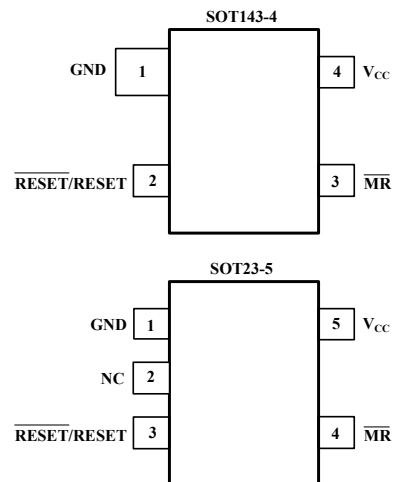 SOT143-4
GND 1 4 VCC
RESET/RESET 2 3 MR
SOT23-5
GND 1 5 VCC
NC 2
RESET/RESET 3 4 MR